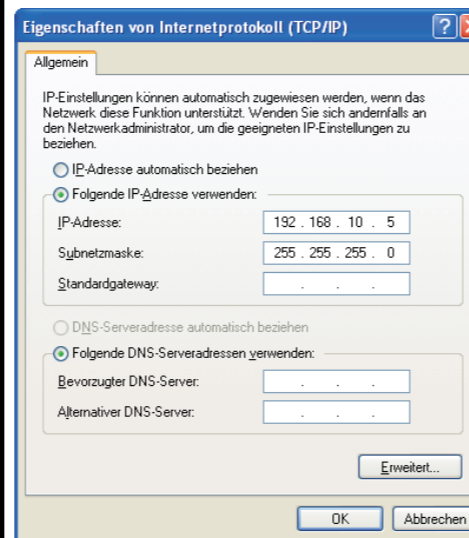 Eigenschaften von Internetprotokoll (TCP/IP)
Allgemein
IP-Einstellungen können automatisch zugewiesen werden, wenn das
Netzwerk diese Funktion unterstützt. Wenden Sie sich andernfalls an
den Netzwerkadministrator, um die geeigneten IP-Einstellungen zu
beziehen.
IP-Adresse automatisch beziehen
Folgende IP-Adresse verwenden:
IP-Adresse: 192 . 168 . 10 . 5
Subnetzmaske: 255 . 255 . 255 . 0
Standardgateway: . . .
DNS-Serveradresse automatisch beziehen
Folgende DNS-Serveradressen verwenden:
Bevorzugter DNS-Server: . . .
Alternativer DNS-Server: . . .
Erweitert...
OK Abbrechen